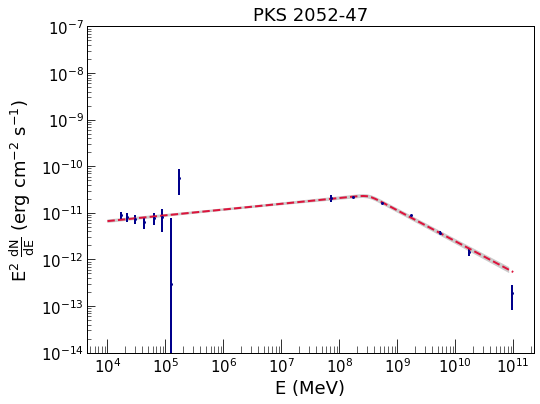 PKS 2052-47
E² dN/dE (erg cm⁻² s⁻¹)
10⁻⁷
10⁻⁸
10⁻⁹
10⁻¹⁰
10⁻¹¹
10⁻¹²
10⁻¹³
10⁻¹⁴
10⁴ 10⁵ 10⁶ 10⁷ 10⁸ 10⁹ 10¹⁰ 10¹¹
E (MeV)